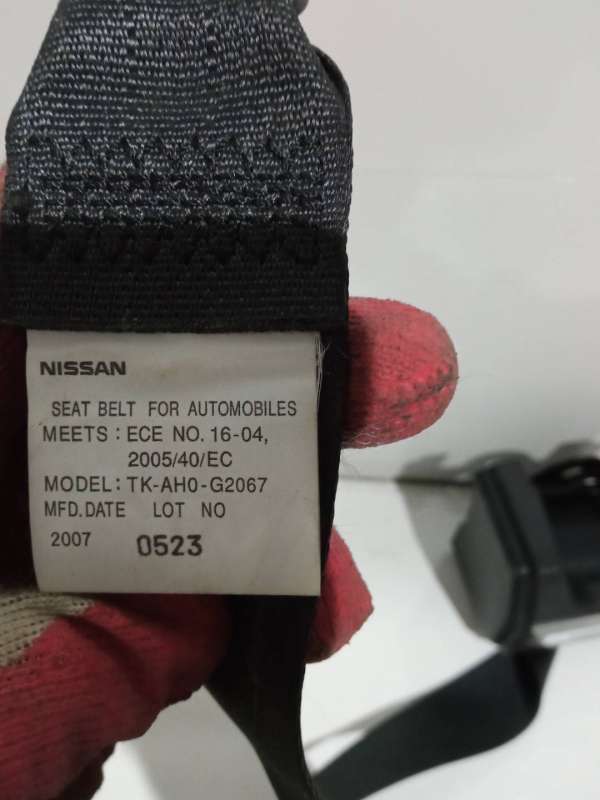 NISSAN
SEAT BELT FOR AUTOMOBILES
MEETS : ECE NO. 16-04,
2005/40/EC
MODEL: TK-AH0-G2067
MFD.DATE LOT NO
2007 0523